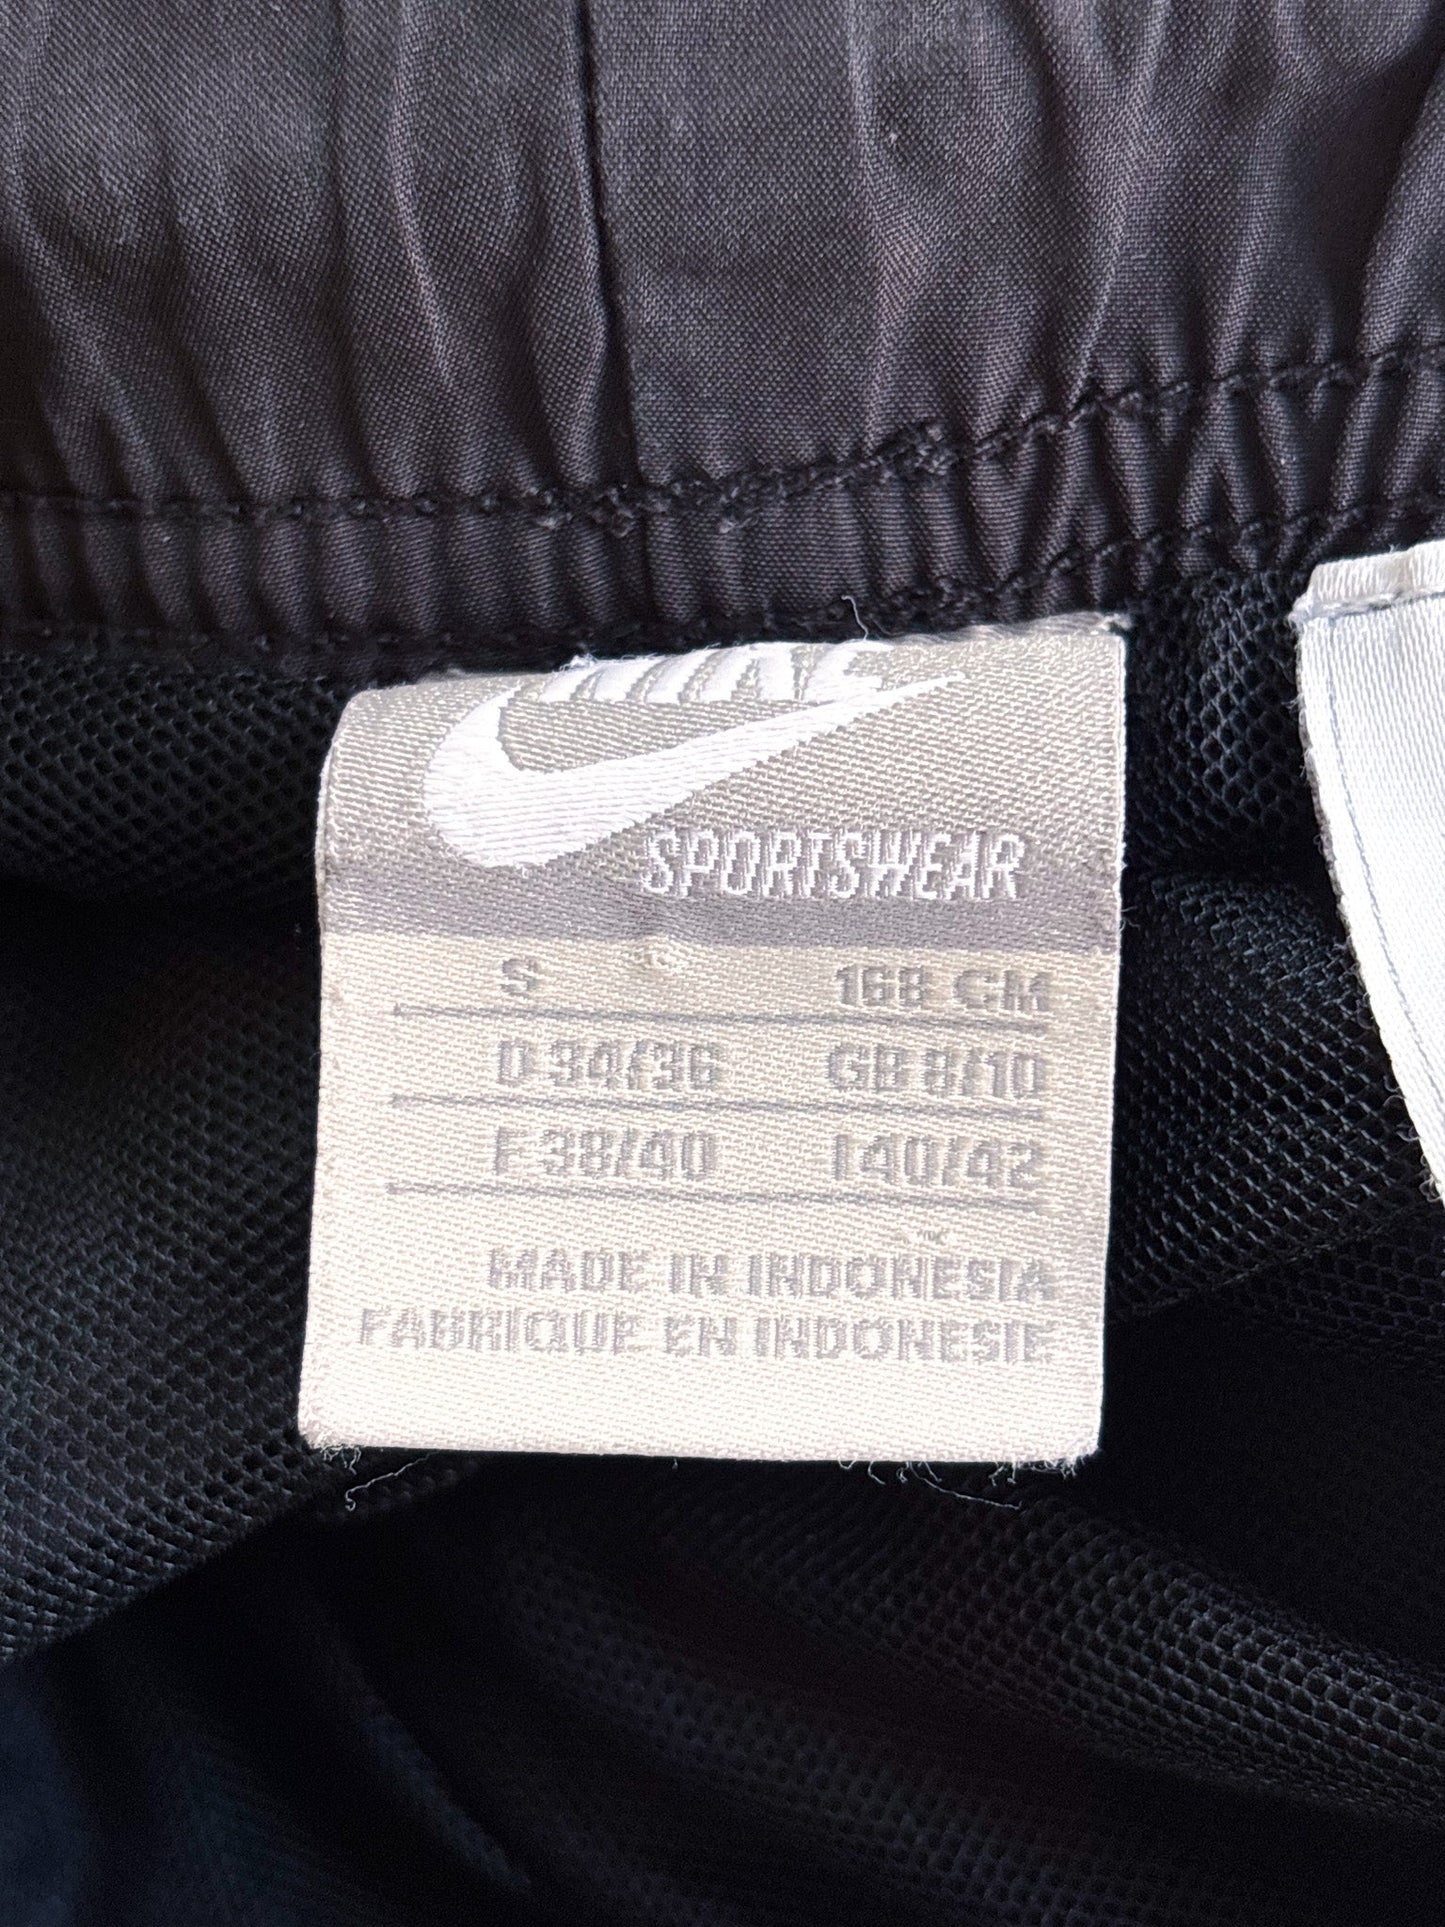 NIKE
SPORTSWEAR
S 168 CM
D 34/36 GB 8/10
F 38/40 I 40/42
MADE IN INDONESIA
FABRIQUE EN INDONESIE